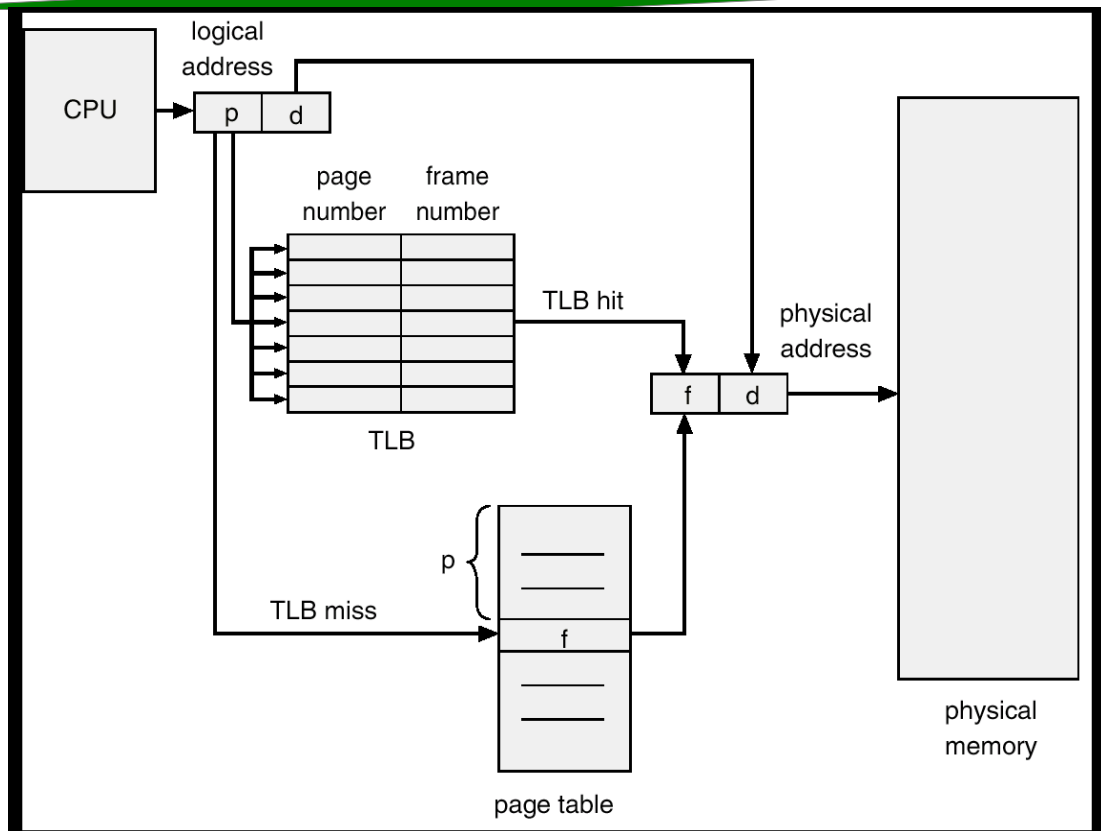 logical
address
CPU
p
d
page
number
frame
number
TLB hit
physical
address
f
d
TLB
p
TLB miss
f
physical
memory
page table